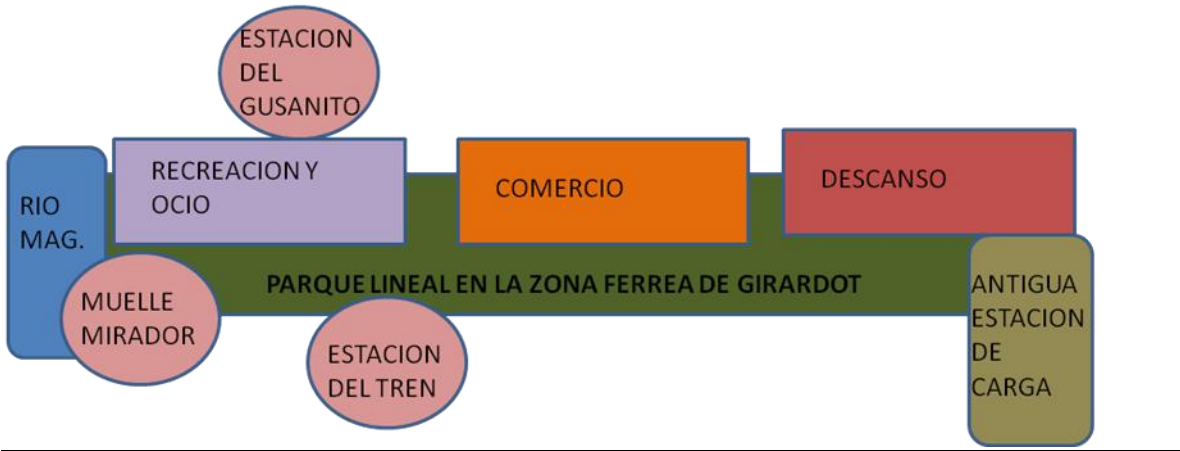 ESTACION
DEL
GUSANITO
RECREACION Y
OCIO
COMERCIO
DESCANSO
RIO
MAG.
PARQUE LINEAL EN LA ZONA FERREA DE GIRARDOT
MUELLE
MIRADOR
ESTACION
DEL TREN
ANTIGUA
ESTACION
DE
CARGA